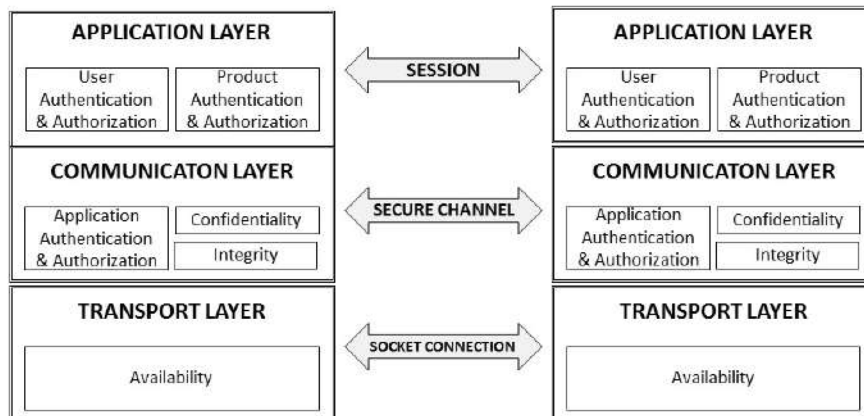 APPLICATION LAYER
User
Authentication
& Authorization
Product
Authentication
& Authorization
COMMUNICATON LAYER
Application
Authentication
& Authorization
Confidentiality
Integrity
TRANSPORT LAYER
Availability
SESSION
SECURE CHANNEL
SOCKET CONNECTION
APPLICATION LAYER
User
Authentication
& Authorization
Product
Authentication
& Authorization
COMMUNICATON LAYER
Application
Authentication
& Authorization
Confidentiality
Integrity
TRANSPORT LAYER
Availability